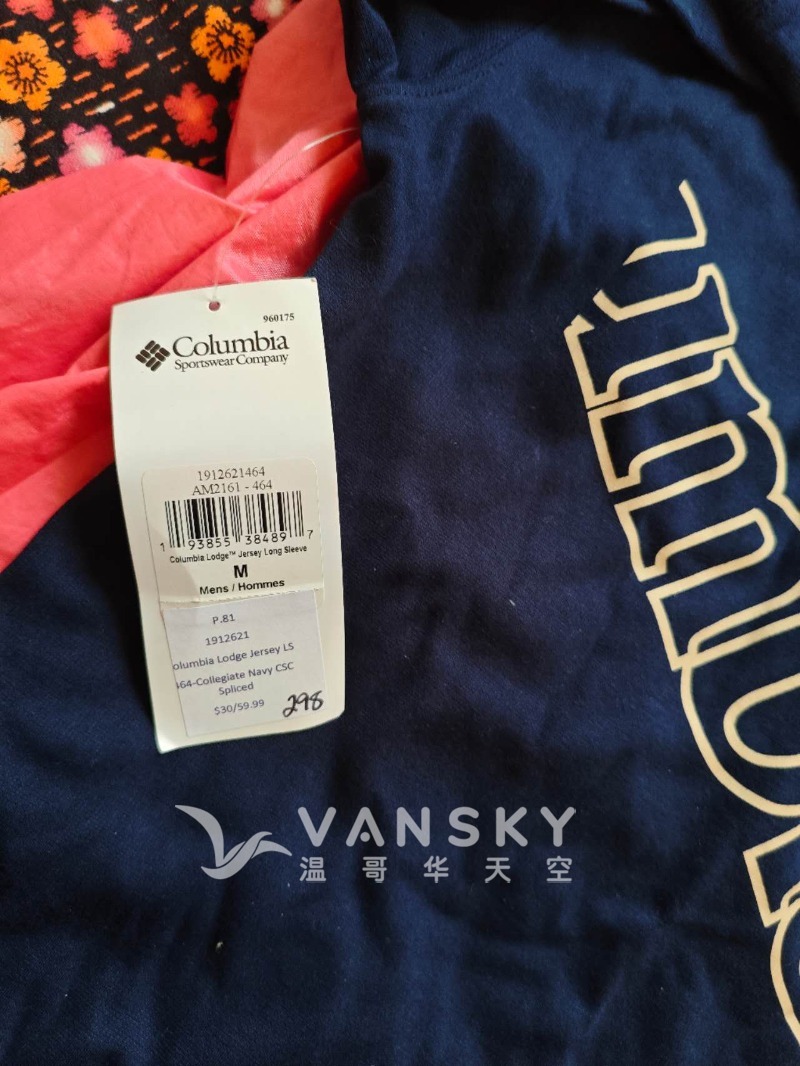 960175
Columbia
Sportswear Company
1912621464
AM2161 - 464
1 93855 38489 7
Columbia Lodge™ Jersey Long Sleeve
M
Mens / Hommes
P.81
1912621
olumbia Lodge Jersey LS
464-Collegiate Navy CSC
Spliced
$30/59.99
298
VANSKY
温哥华天空